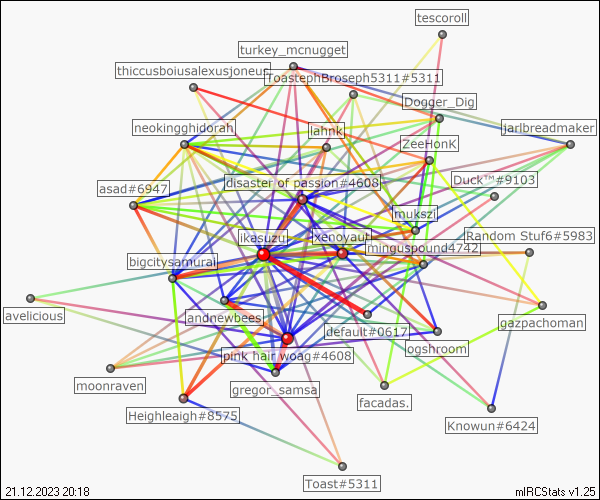 tescoroll
turkey_mcnugget
thiccusboiusalexusjoneus
ToastephBroseph5311#5311
Dogger_Dig
neokingghidorah
lahnk
jarlbreadmaker
ZeeHonK
asad#6947
disaster of passion#4608
Duck™#9103
mukszi
ikasuzu
xenoyaut
Random Stuf6#5983
minguspound4742
bigcitysamurai
avelicious
andnewbees
default#0617
gazpachoman
pink hair woag#4608
ogshroom
moonraven
gregor_samsa
facadas.
Heighleaigh#8575
Knowun#6424
Toast#5311
21.12.2023 20:18
mIRCStats v1.25